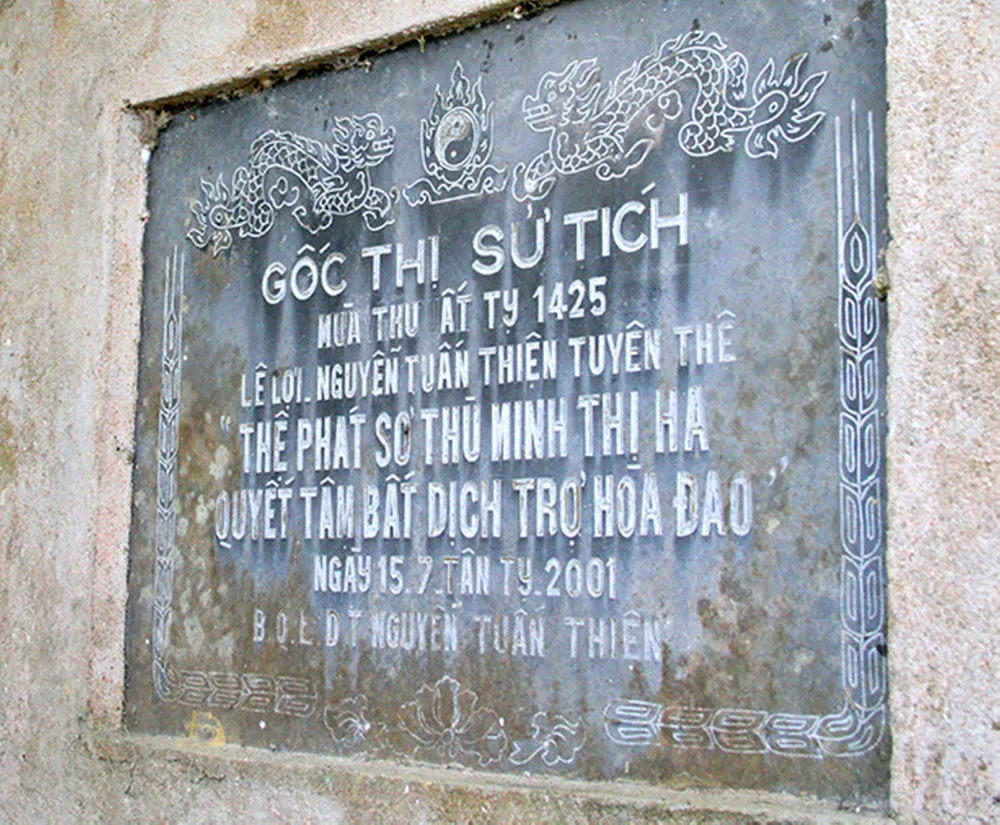 GỐC THỊ SỬ TÍCH
MÙA THU ẤT TỴ 1425
LÊ LỢI _ NGUYỄN TUẤN THIỆN TUYÊN THỆ
“THỀ PHÁT SƠ THÙ MINH THỊ HẠ
QUYẾT TÂM BẤT DỊCH TRỢ HÒA ĐAO”
NGÀY 15.7.TÂN TỴ.2001
B Q.L D T NGUYỄN TUẤN THIỆN